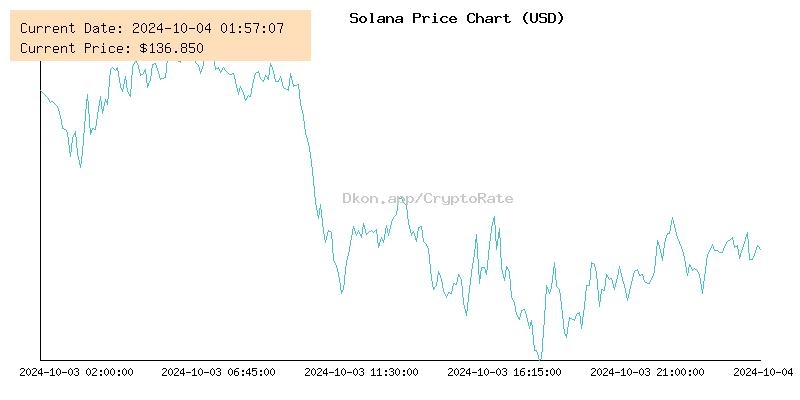 Solana Price Chart (USD)
Current Date: 2024-10-04 01:57:07
Current Price: $136.850
Dkon.app/CryptoRate
2024-10-03 02:00:00 2024-10-03 06:45:00 2024-10-03 11:30:00 2024-10-03 16:15:00 2024-10-03 21:00:00 2024-10-04